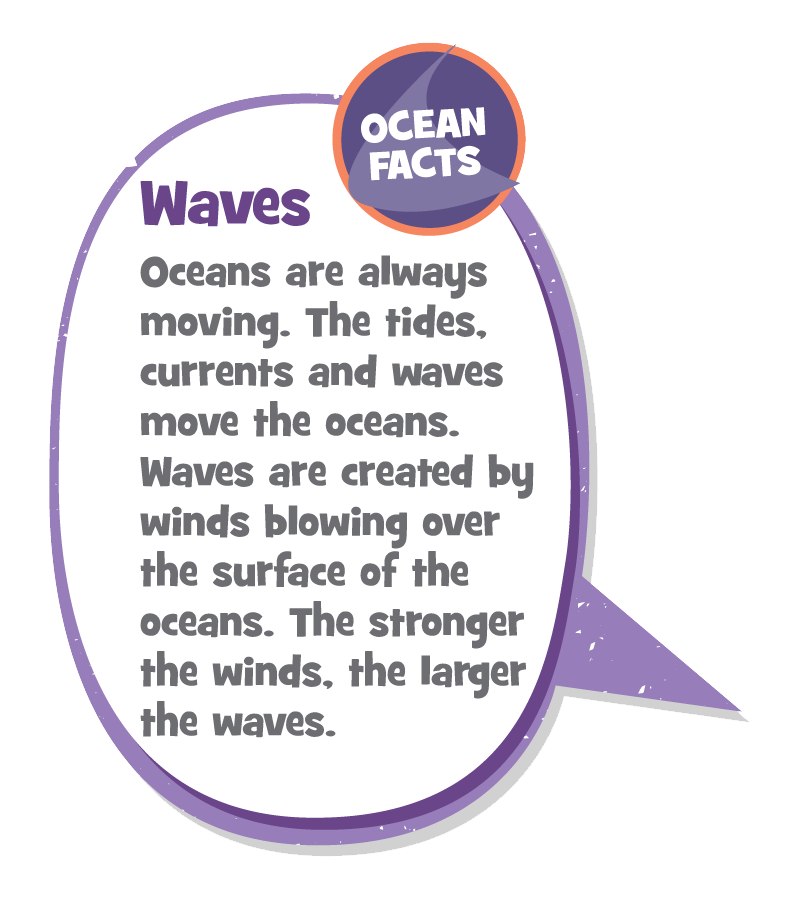 OCEAN
FACTS
Waves
Oceans are always
moving. The tides,
currents and waves
move the oceans.
Waves are created by
winds blowing over
the surface of the
oceans. The stronger
the winds, the larger
the waves.